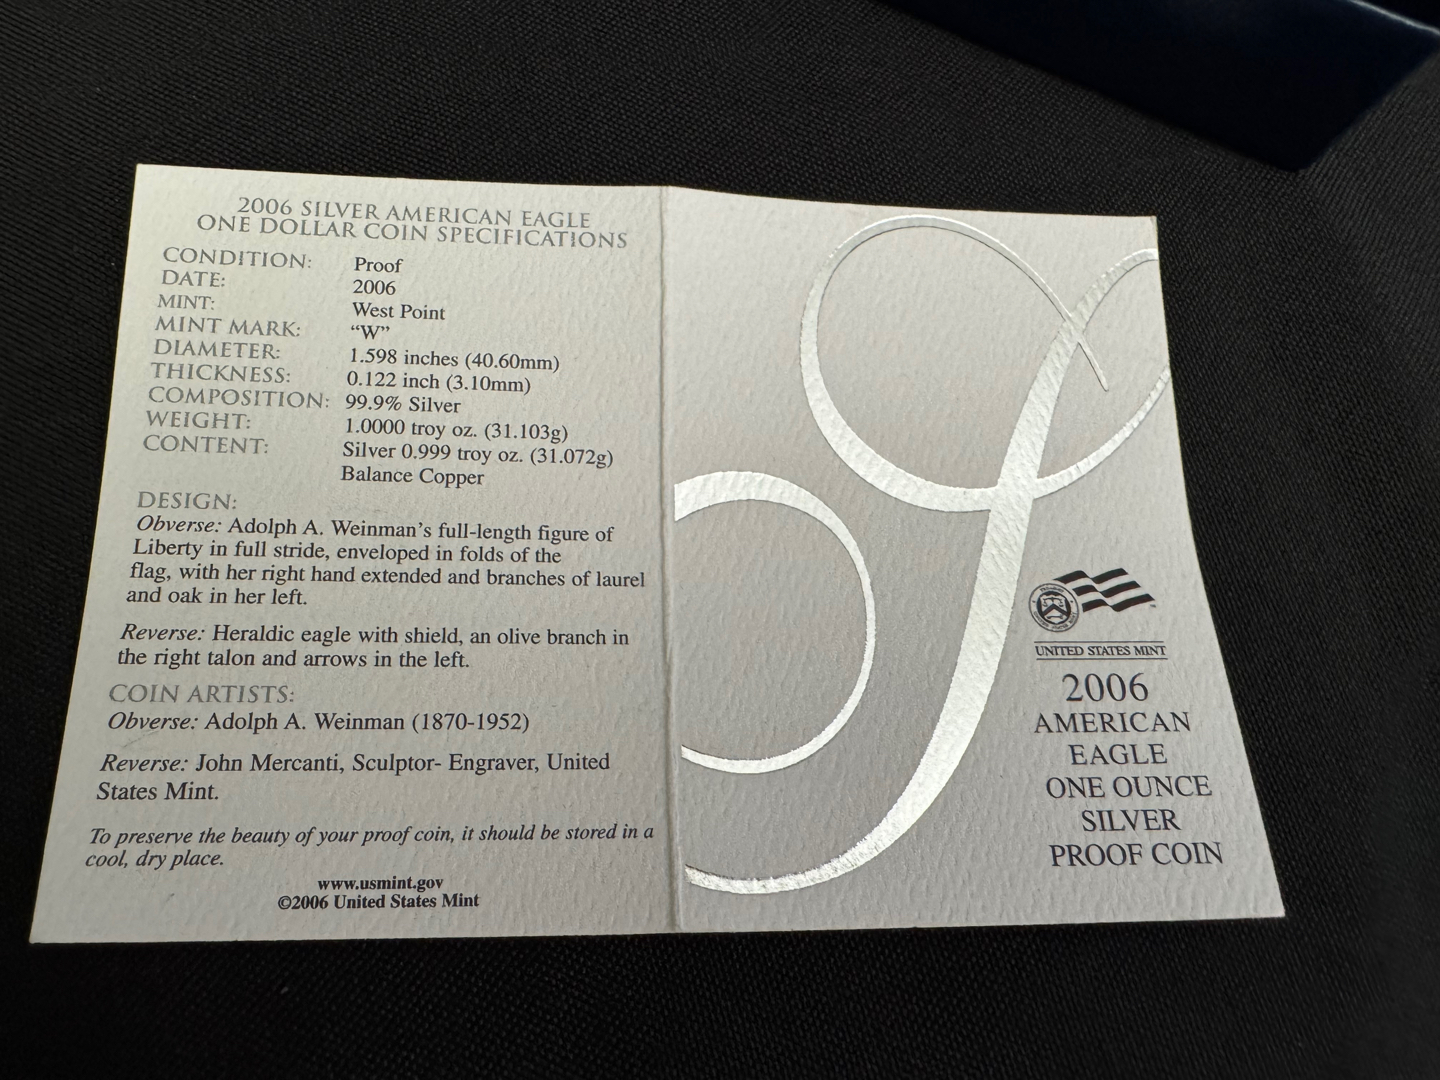 2006 SILVER AMERICAN EAGLE
ONE DOLLAR COIN SPECIFICATIONS
CONDITION: Proof
DATE: 2006
MINT: West Point
MINT MARK: “W”
DIAMETER: 1.598 inches (40.60mm)
THICKNESS: 0.122 inch (3.10mm)
COMPOSITION: 99.9% Silver
WEIGHT: 1.0000 troy oz. (31.103g)
CONTENT: Silver 0.999 troy oz. (31.072g)
Balance Copper
DESIGN:
Obverse: Adolph A. Weinman’s full-length figure of
Liberty in full stride, enveloped in folds of the
flag, with her right hand extended and branches of laurel
and oak in her left.
Reverse: Heraldic eagle with shield, an olive branch in
the right talon and arrows in the left.
COIN ARTISTS:
Obverse: Adolph A. Weinman (1870-1952)
Reverse: John Mercanti, Sculptor- Engraver, United
States Mint.
To preserve the beauty of your proof coin, it should be stored in a
cool, dry place.
www.usmint.gov
©2006 United States Mint
UNITED STATES MINT
2006
AMERICAN
EAGLE
ONE OUNCE
SILVER
PROOF COIN